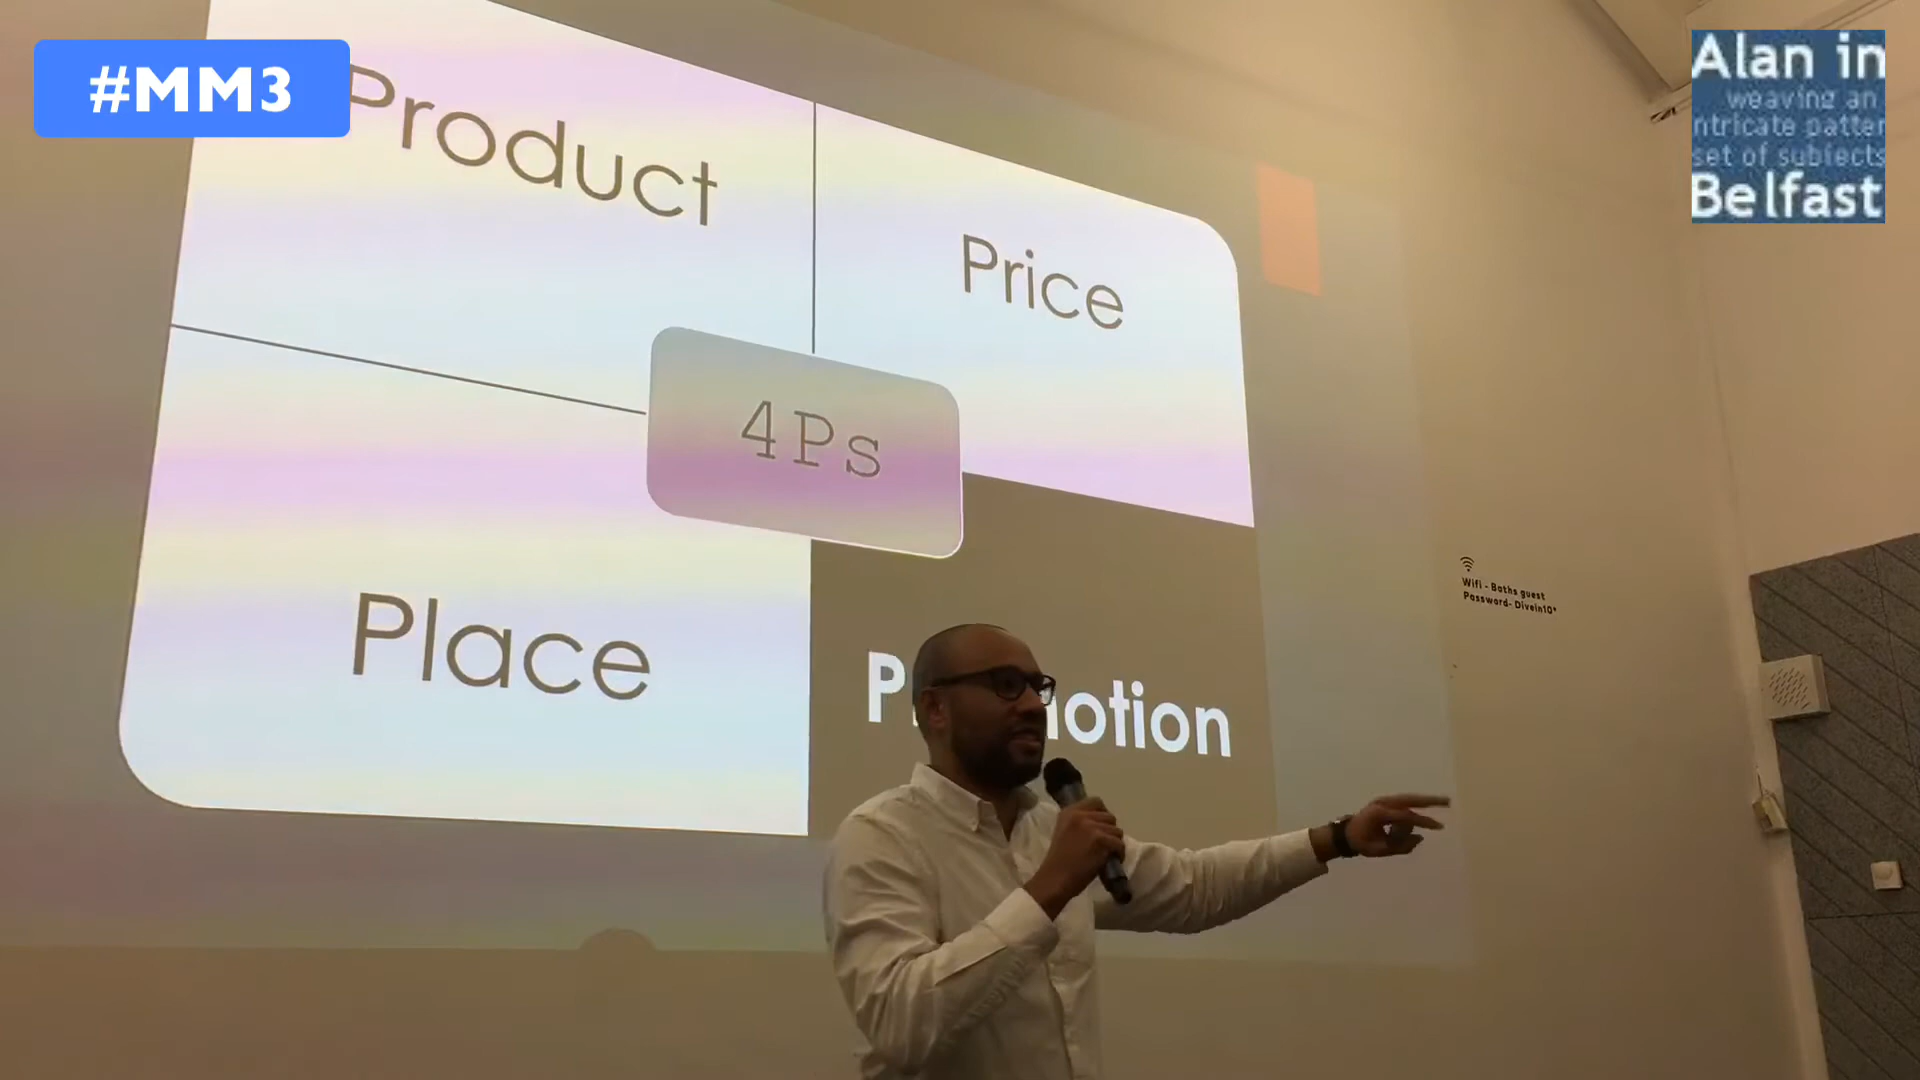 #MM3
Alan in
weaving an
ntricate patter
set of subjects
Belfast
Product
Price
4Ps
Place
Wifi - Baths guest
Password- DiveIn10*